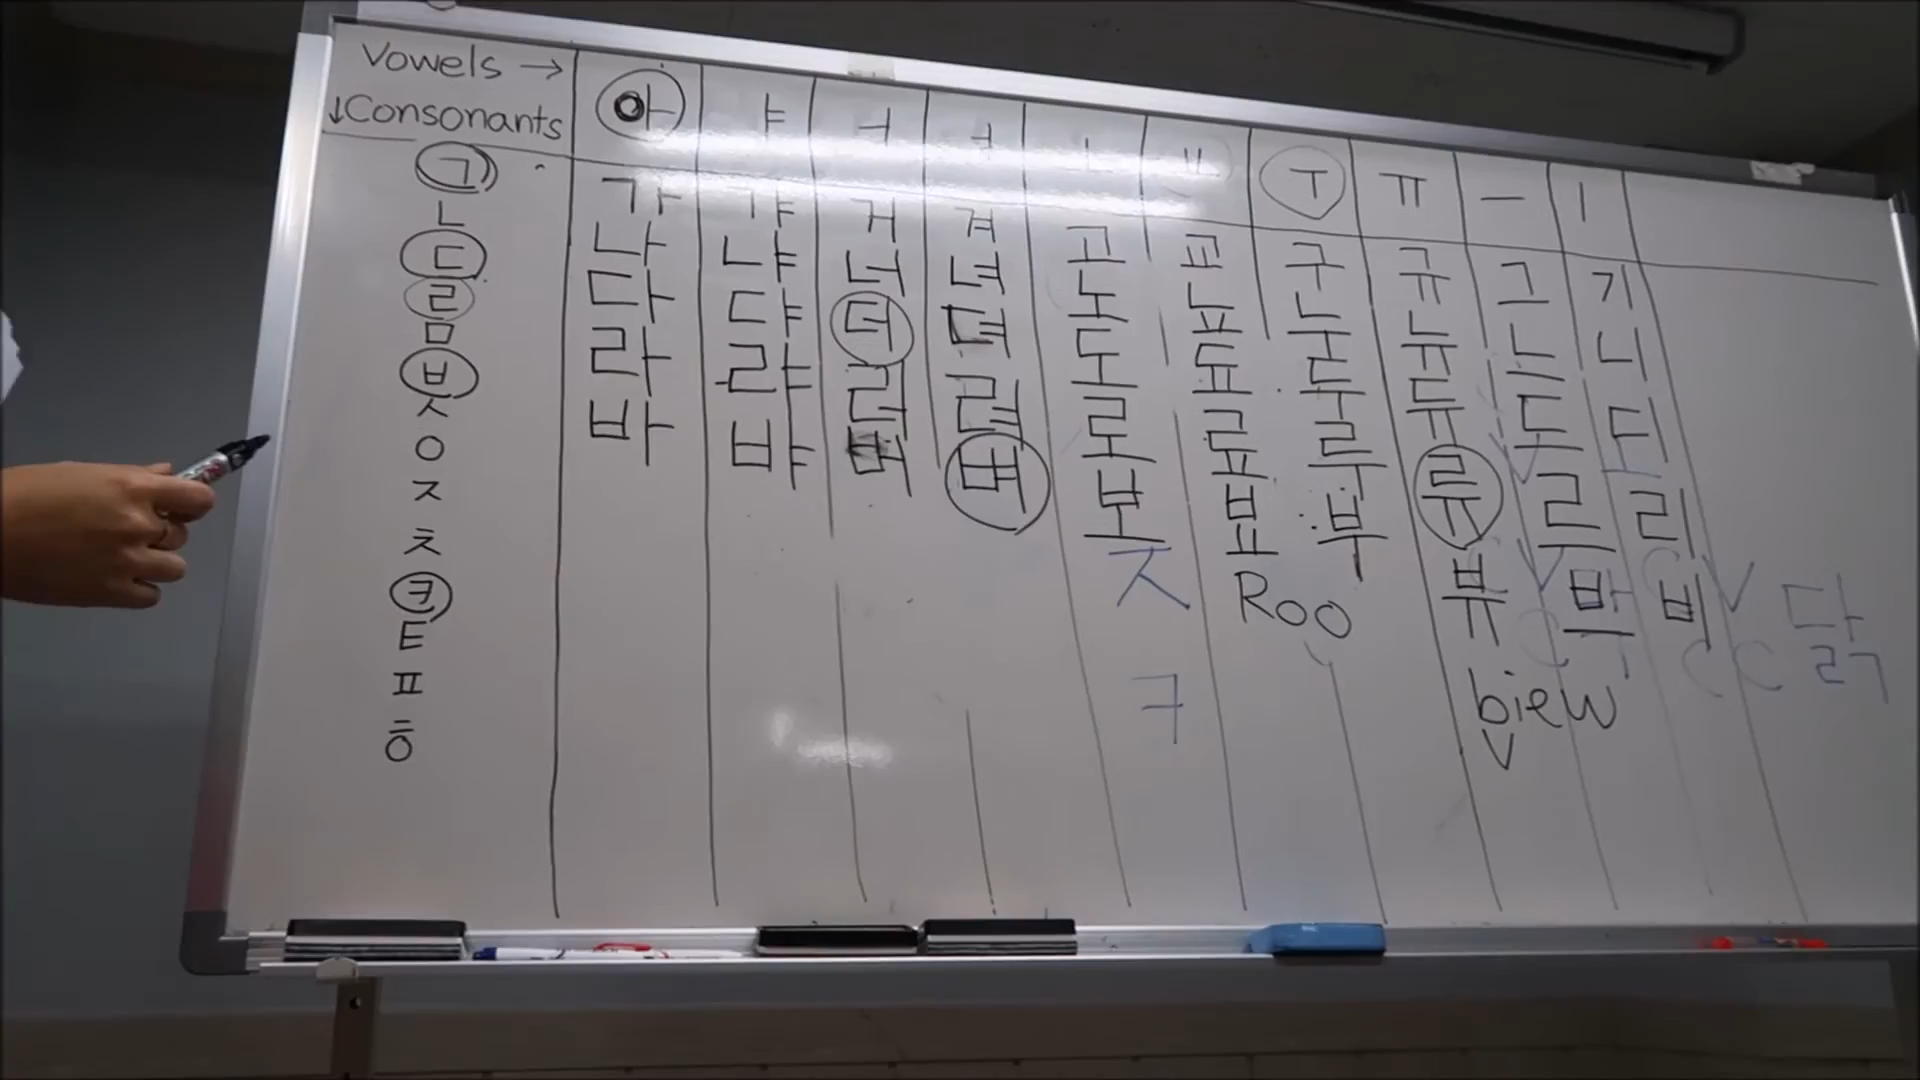 Vowels → 아 ㅑ ㅓ ㅕ ㅗ ㅛ ㅜ ㅠ ㅡ ㅣ
↓Consonants
ㄱ 가 갸 거 겨 고 교 구 규 그 기
ㄴ 나 냐 너 녀 노 뇨 누 뉴 느 니
ㄷ 다 댜 더 뎌 도 됴 두 듀 드 디
ㄹ 라 랴 러 려 로 료 루 류 르 리
ㅁ
ㅂ 바 뱌 버 벼 보 뵤 부 뷰 브 비
ㅅ
ㅇ
ㅈ
ㅊ
ㅋ
ㅌ
ㅍ
ㅎ
ㅈ
Roo
ㅋ
biew
V
닭
C V
C V
C C